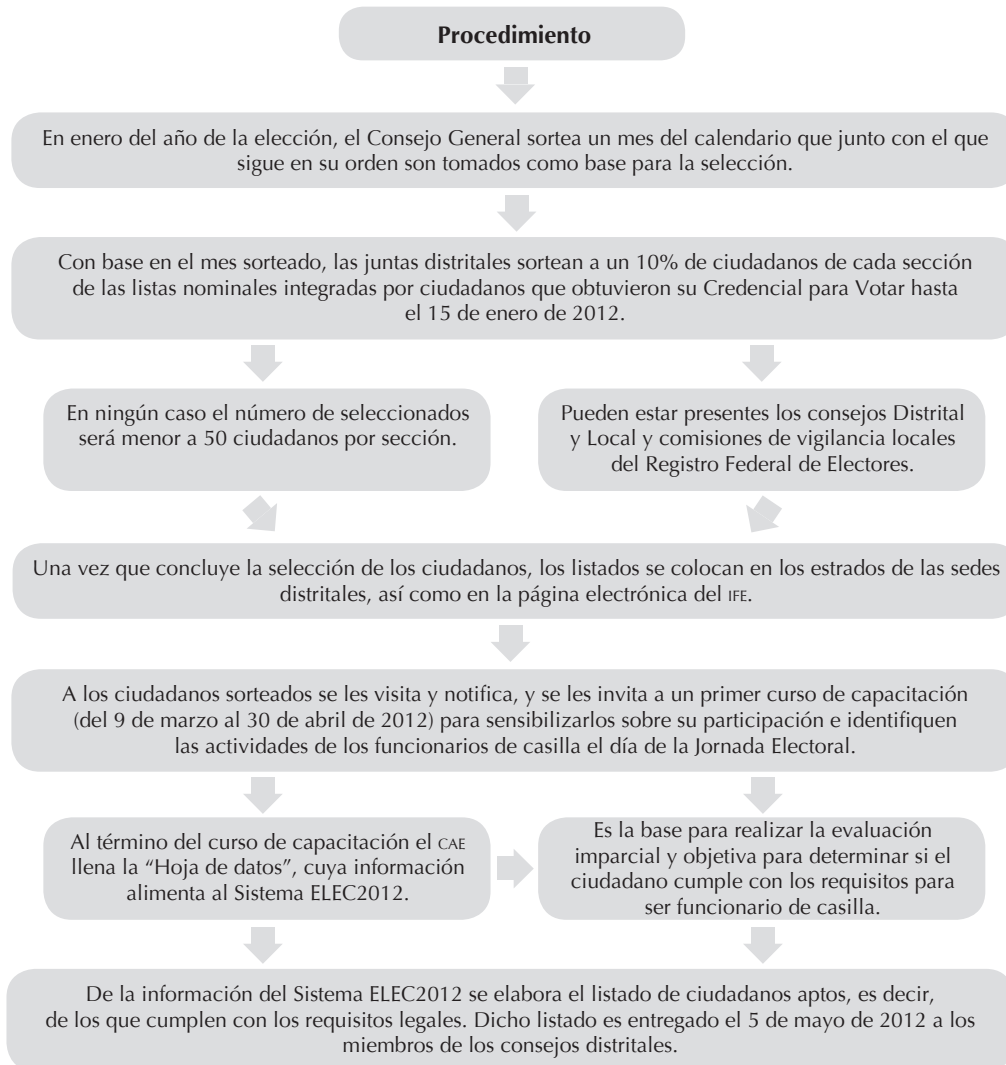 Procedimiento
En enero del año de la elección, el Consejo General sortea un mes del calendario que junto con el que
sigue en su orden son tomados como base para la selección.
Con base en el mes sorteado, las juntas distritales sortean a un 10% de ciudadanos de cada sección
de las listas nominales integradas por ciudadanos que obtuvieron su Credencial para Votar hasta
el 15 de enero de 2012.
En ningún caso el número de seleccionados
será menor a 50 ciudadanos por sección.
Pueden estar presentes los consejos Distrital
y Local y comisiones de vigilancia locales
del Registro Federal de Electores.
Una vez que concluye la selección de los ciudadanos, los listados se colocan en los estrados de las sedes
distritales, así como en la página electrónica del IFE.
A los ciudadanos sorteados se les visita y notifica, y se les invita a un primer curso de capacitación
(del 9 de marzo al 30 de abril de 2012) para sensibilizarlos sobre su participación e identifiquen
las actividades de los funcionarios de casilla el día de la Jornada Electoral.
Al término del curso de capacitación el CAE
llena la “Hoja de datos”, cuya información
alimenta al Sistema ELEC2012.
Es la base para realizar la evaluación
imparcial y objetiva para determinar si el
ciudadano cumple con los requisitos para
ser funcionario de casilla.
De la información del Sistema ELEC2012 se elabora el listado de ciudadanos aptos, es decir,
de los que cumplen con los requisitos legales. Dicho listado es entregado el 5 de mayo de 2012 a los
miembros de los consejos distritales.